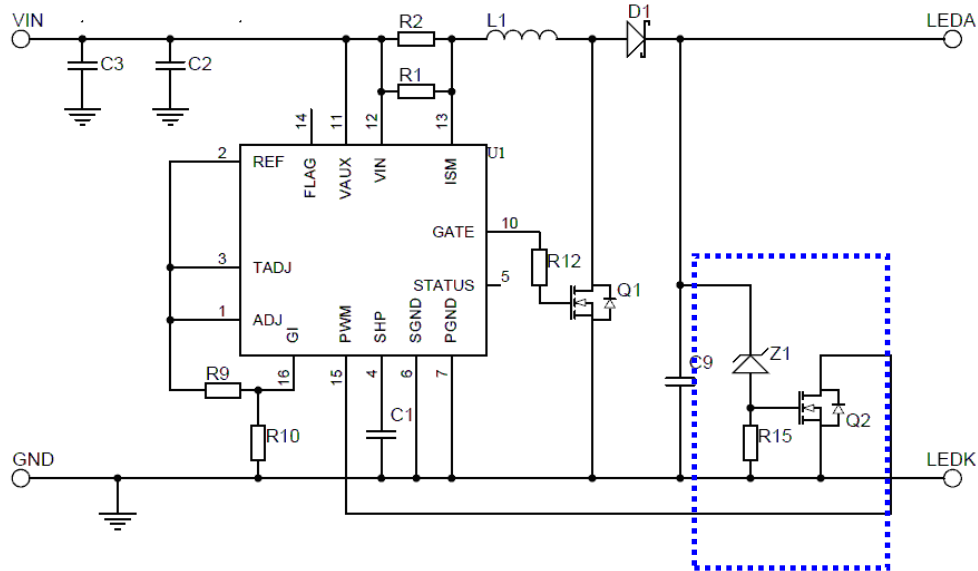 VIN
R2
L1
D1
LEDA
C3
C2
R1
14
11
12
13
U1
2
REF
FLAG
VAUX
VIN
ISM
GATE
10
R12
3
TADJ
STATUS
5
Q1
1
ADJ
GI
PWM
SHP
SGND
PGND
Z1
C9
R9
16
15
4
6
7
C1
Q2
R10
R15
GND
LEDK